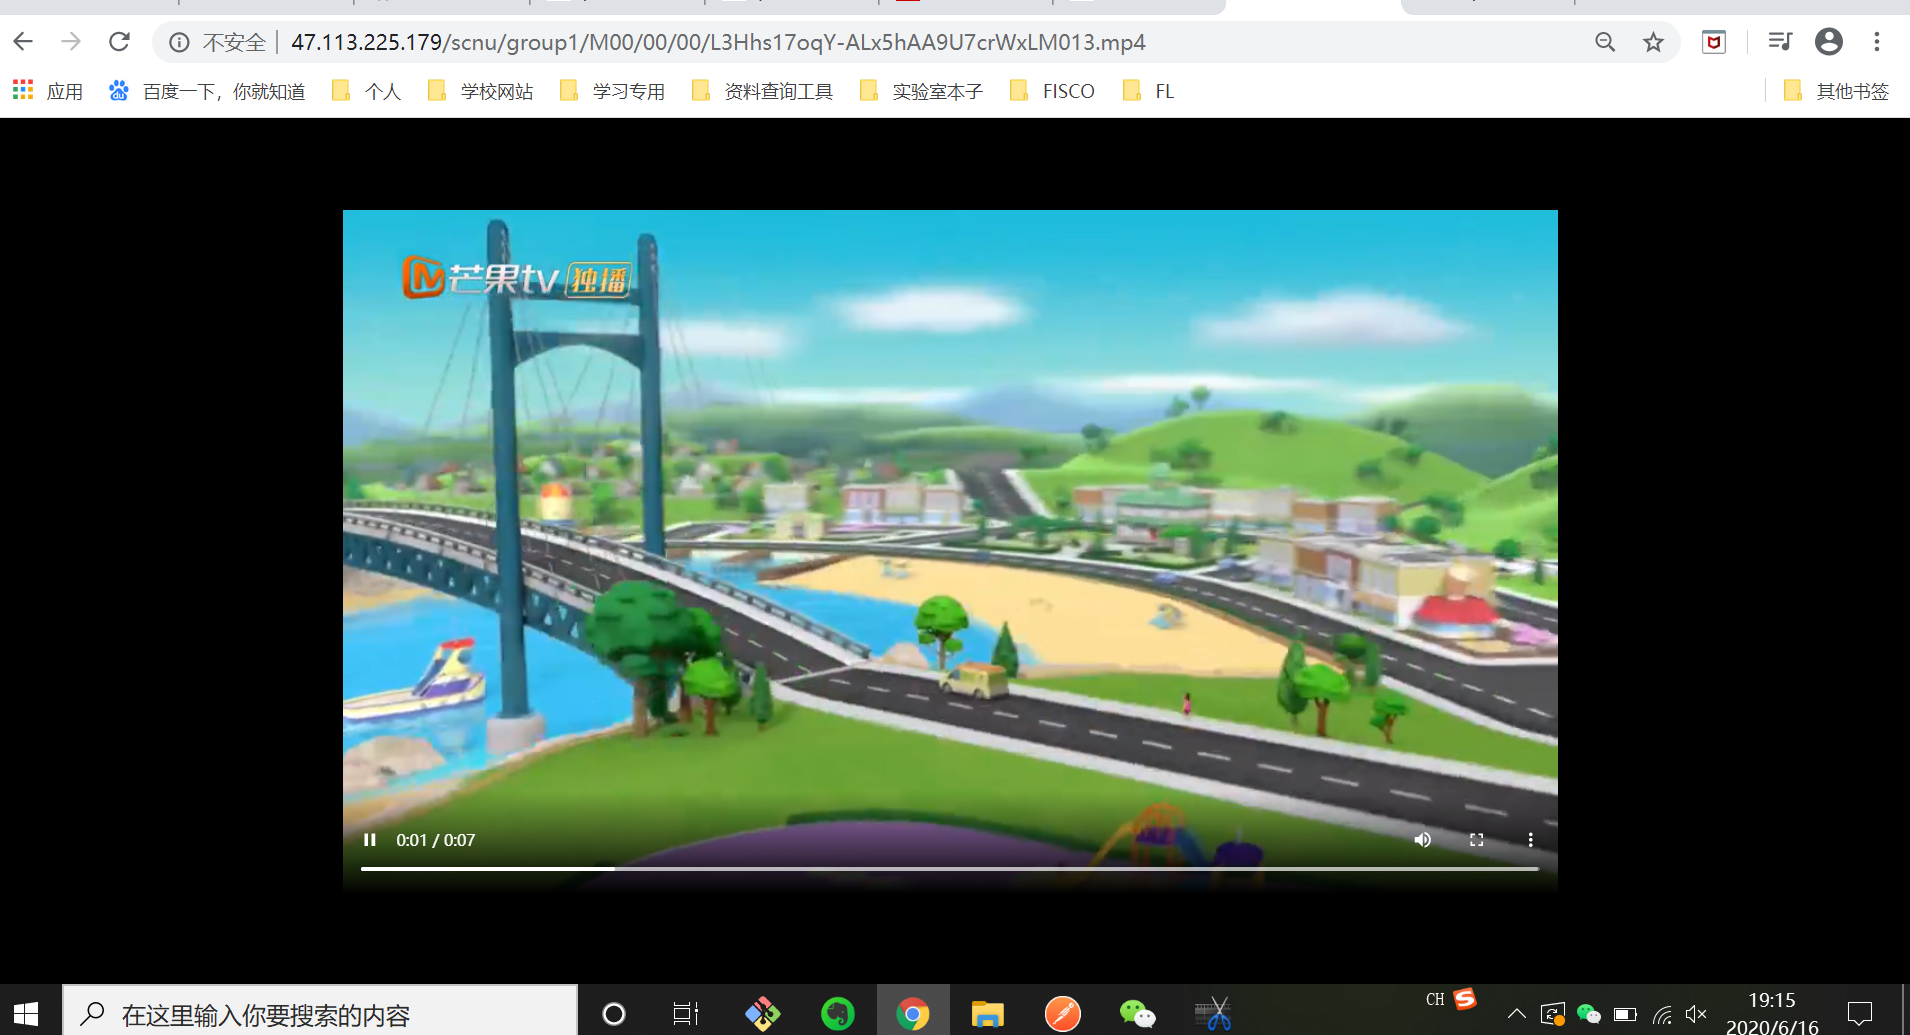 不安全 47.113.225.179/scnu/group1/M00/00/00/L3Hhs17oqY-ALx5hAA9U7crWxLM013.mp4
应用 百度一下，你就知道 个人 学校网站 学习专用 资料查询工具 实验室本子 FISCO FL 其他书签
芒果tv 独播
0:01 / 0:07
在这里输入你要搜索的内容
CH
19:15
2020/6/16